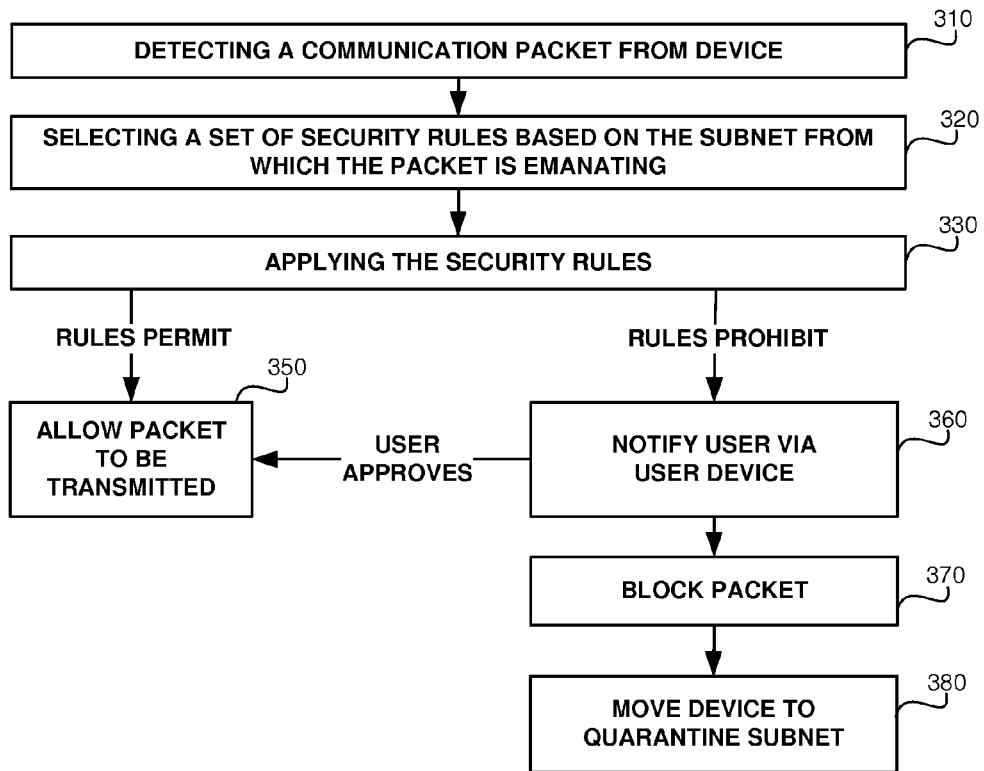 310
DETECTING A COMMUNICATION PACKET FROM DEVICE
320
SELECTING A SET OF SECURITY RULES BASED ON THE SUBNET FROM
WHICH THE PACKET IS EMANATING
330
APPLYING THE SECURITY RULES
RULES PERMIT
RULES PROHIBIT
350
ALLOW PACKET
TO BE
TRANSMITTED
USER
APPROVES
360
NOTIFY USER VIA
USER DEVICE
370
BLOCK PACKET
380
MOVE DEVICE TO
QUARANTINE SUBNET